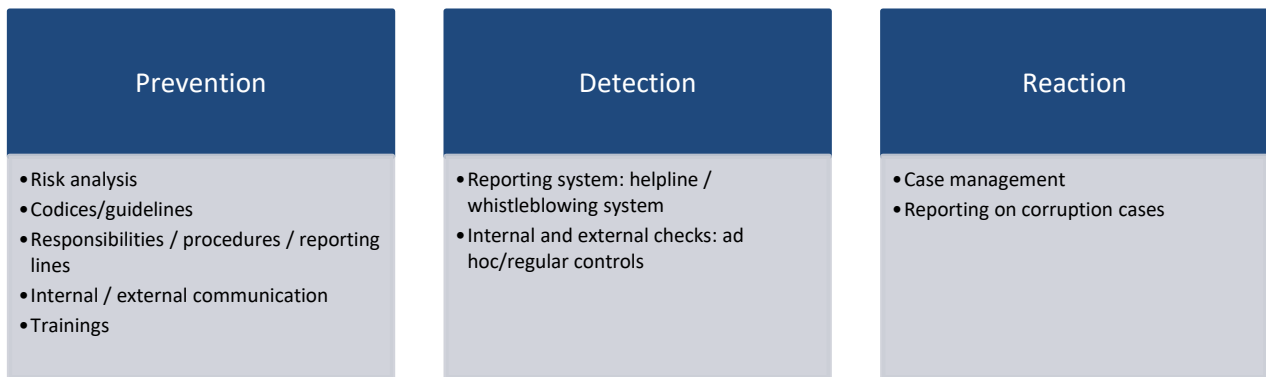 Prevention
•Risk analysis
•Codices/guidelines
•Responsibilities / procedures / reporting
lines
•Internal / external communication
•Trainings
Detection
•Reporting system: helpline /
whistleblowing system
•Internal and external checks: ad
hoc/regular controls
Reaction
•Case management
•Reporting on corruption cases